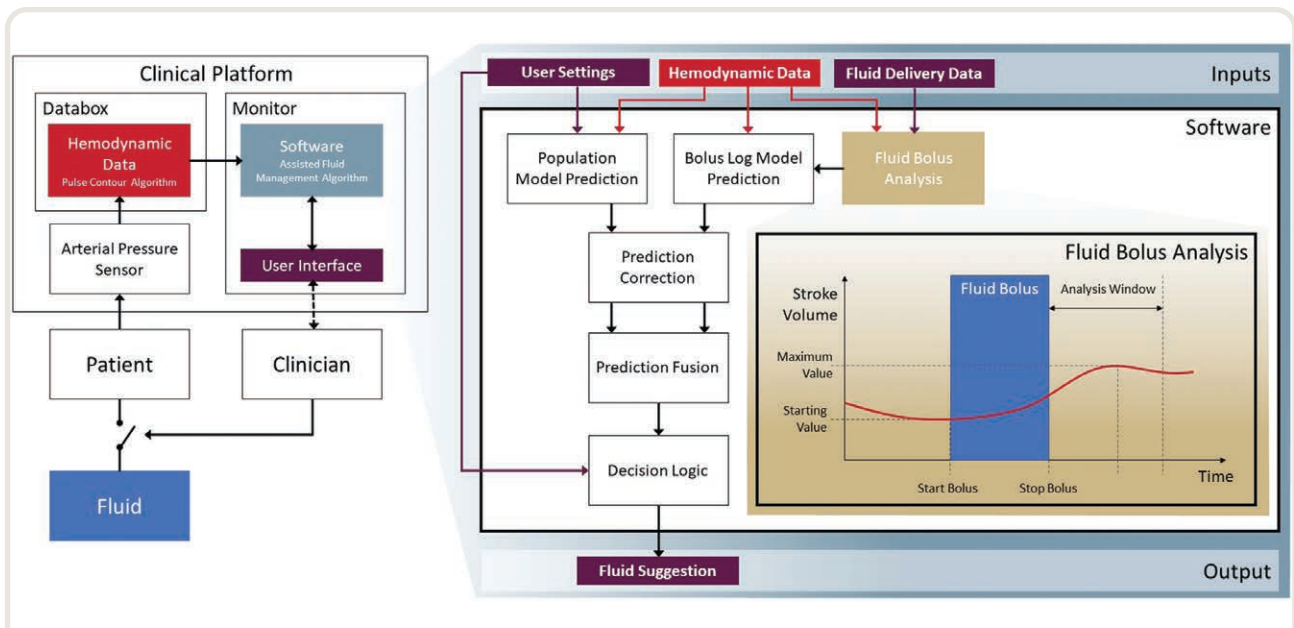 Clinical Platform
Databox
Hemodynamic
Data
Pulse Contour Algorithm
Monitor
Software
Assisted Fluid
Management Algorithm
User Interface
Arterial Pressure
Sensor
Patient
Clinician
Fluid
User Settings
Hemodynamic Data
Fluid Delivery Data
Inputs
Software
Population
Model Prediction
Bolus Log Model
Prediction
Fluid Bolus
Analysis
Prediction
Correction
Prediction Fusion
Decision Logic
Fluid Bolus Analysis
Stroke
Volume
Fluid Bolus
Analysis Window
Maximum
Value
Starting
Value
Time
Start Bolus
Stop Bolus
Fluid Suggestion
Output